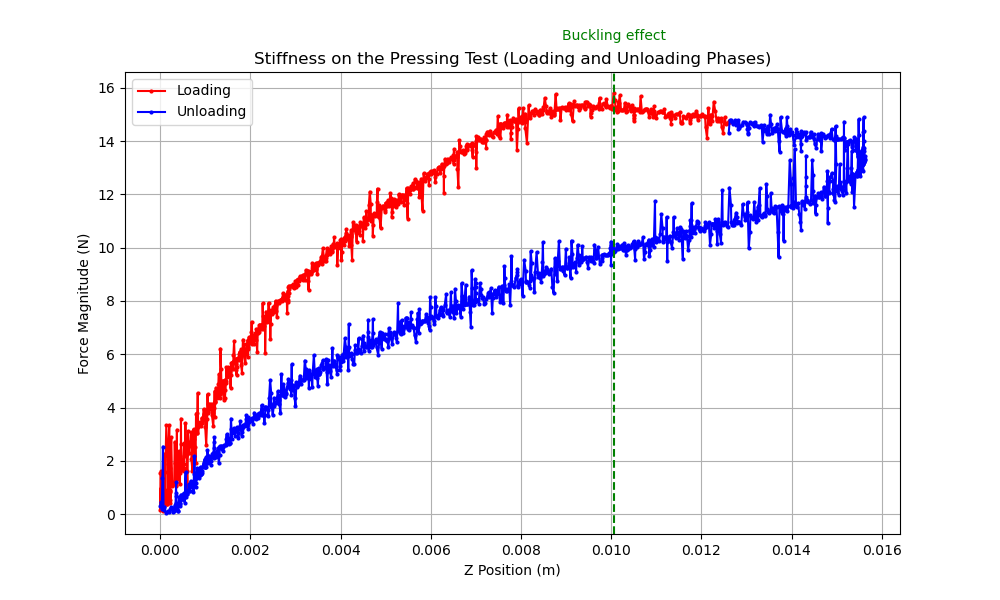 Buckling effect
Stiffness on the Pressing Test (Loading and Unloading Phases)
Loading
Unloading
16
14
12
10
8
6
4
2
0
Force Magnitude (N)
0.000 0.002 0.004 0.006 0.008 0.010 0.012 0.014 0.016
Z Position (m)